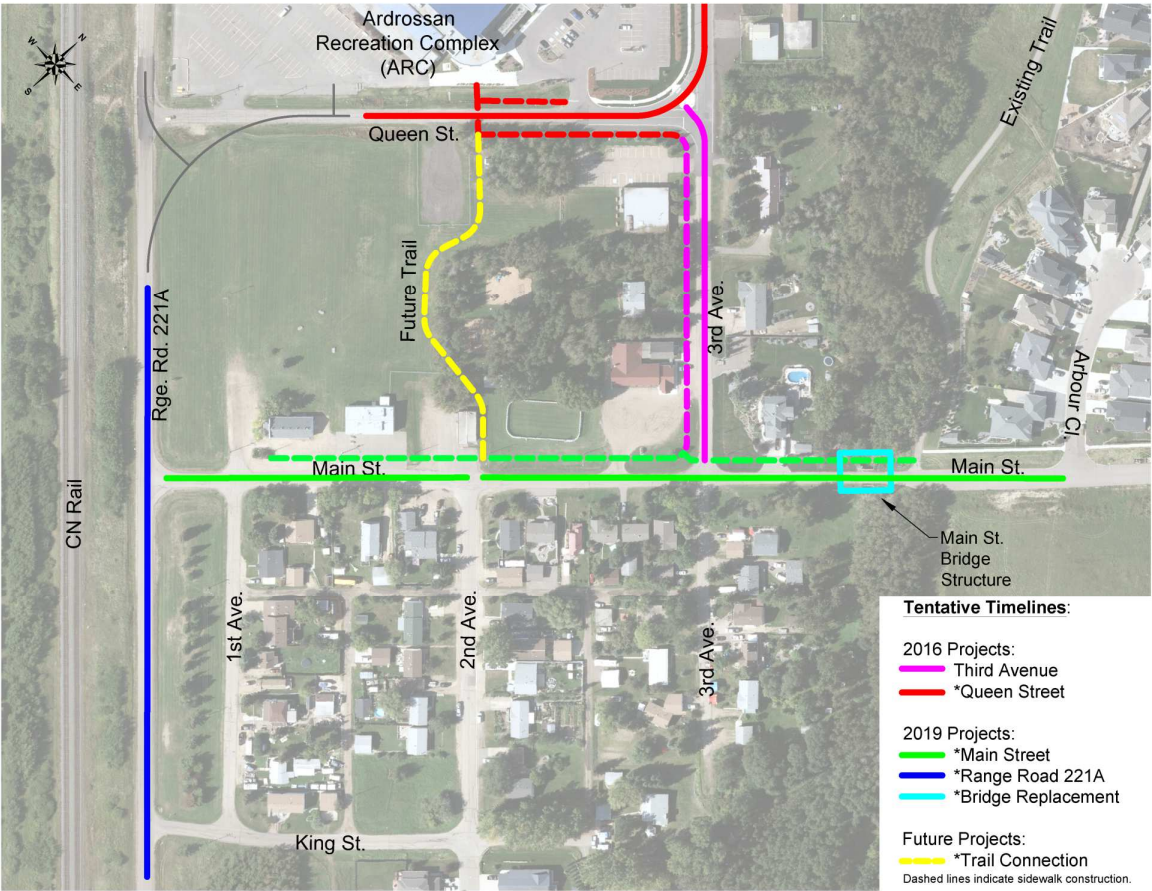 Ardrossan
Recreation Complex
(ARC)
N
W
E
S
Existing Trail
Queen St.
Future Trail
3rd Ave.
Rge. Rd. 221A
Arbour Cl.
Main St.
Main St.
CN Rail
Main St.
Bridge
Structure
1st Ave.
2nd Ave.
3rd Ave.
King St.
Tentative Timelines:
2016 Projects:
Third Avenue
*Queen Street
2019 Projects:
*Main Street
*Range Road 221A
*Bridge Replacement
Future Projects:
*Trail Connection
Dashed lines indicate sidewalk construction.